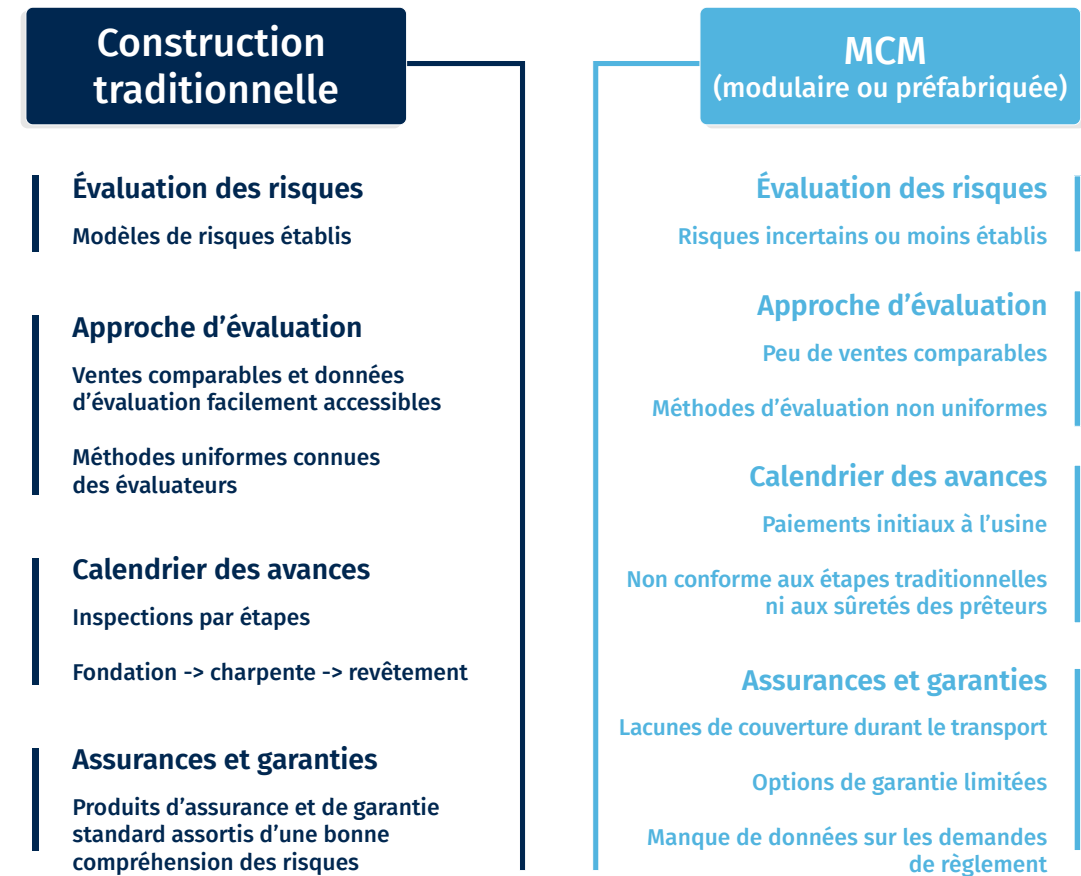 Construction
traditionnelle
Évaluation des risques
Modèles de risques établis
Approche d’évaluation
Ventes comparables et données
d’évaluation facilement accessibles
Méthodes uniformes connues
des évaluateurs
Calendrier des avances
Inspections par étapes
Fondation -> charpente -> revêtement
Assurances et garanties
Produits d’assurance et de garantie
standard assortis d’une bonne
compréhension des risques
MCM
(modulaire ou préfabriquée)
Évaluation des risques
Risques incertains ou moins établis
Approche d’évaluation
Peu de ventes comparables
Méthodes d’évaluation non uniformes
Calendrier des avances
Paiements initiaux à l’usine
Non conforme aux étapes traditionnelles
ni aux sûretés des prêteurs
Assurances et garanties
Lacunes de couverture durant le transport
Options de garantie limitées
Manque de données sur les demandes
de règlement